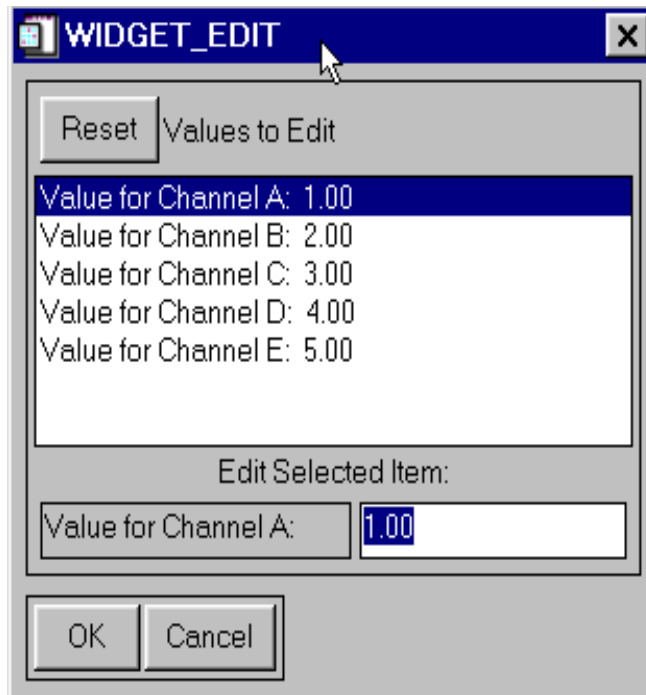 WIDGET_EDIT
Reset Values to Edit
Value for Channel A: 1.00
Value for Channel B: 2.00
Value for Channel C: 3.00
Value for Channel D: 4.00
Value for Channel E: 5.00
Edit Selected Item:
Value for Channel A: 1.00
OK Cancel